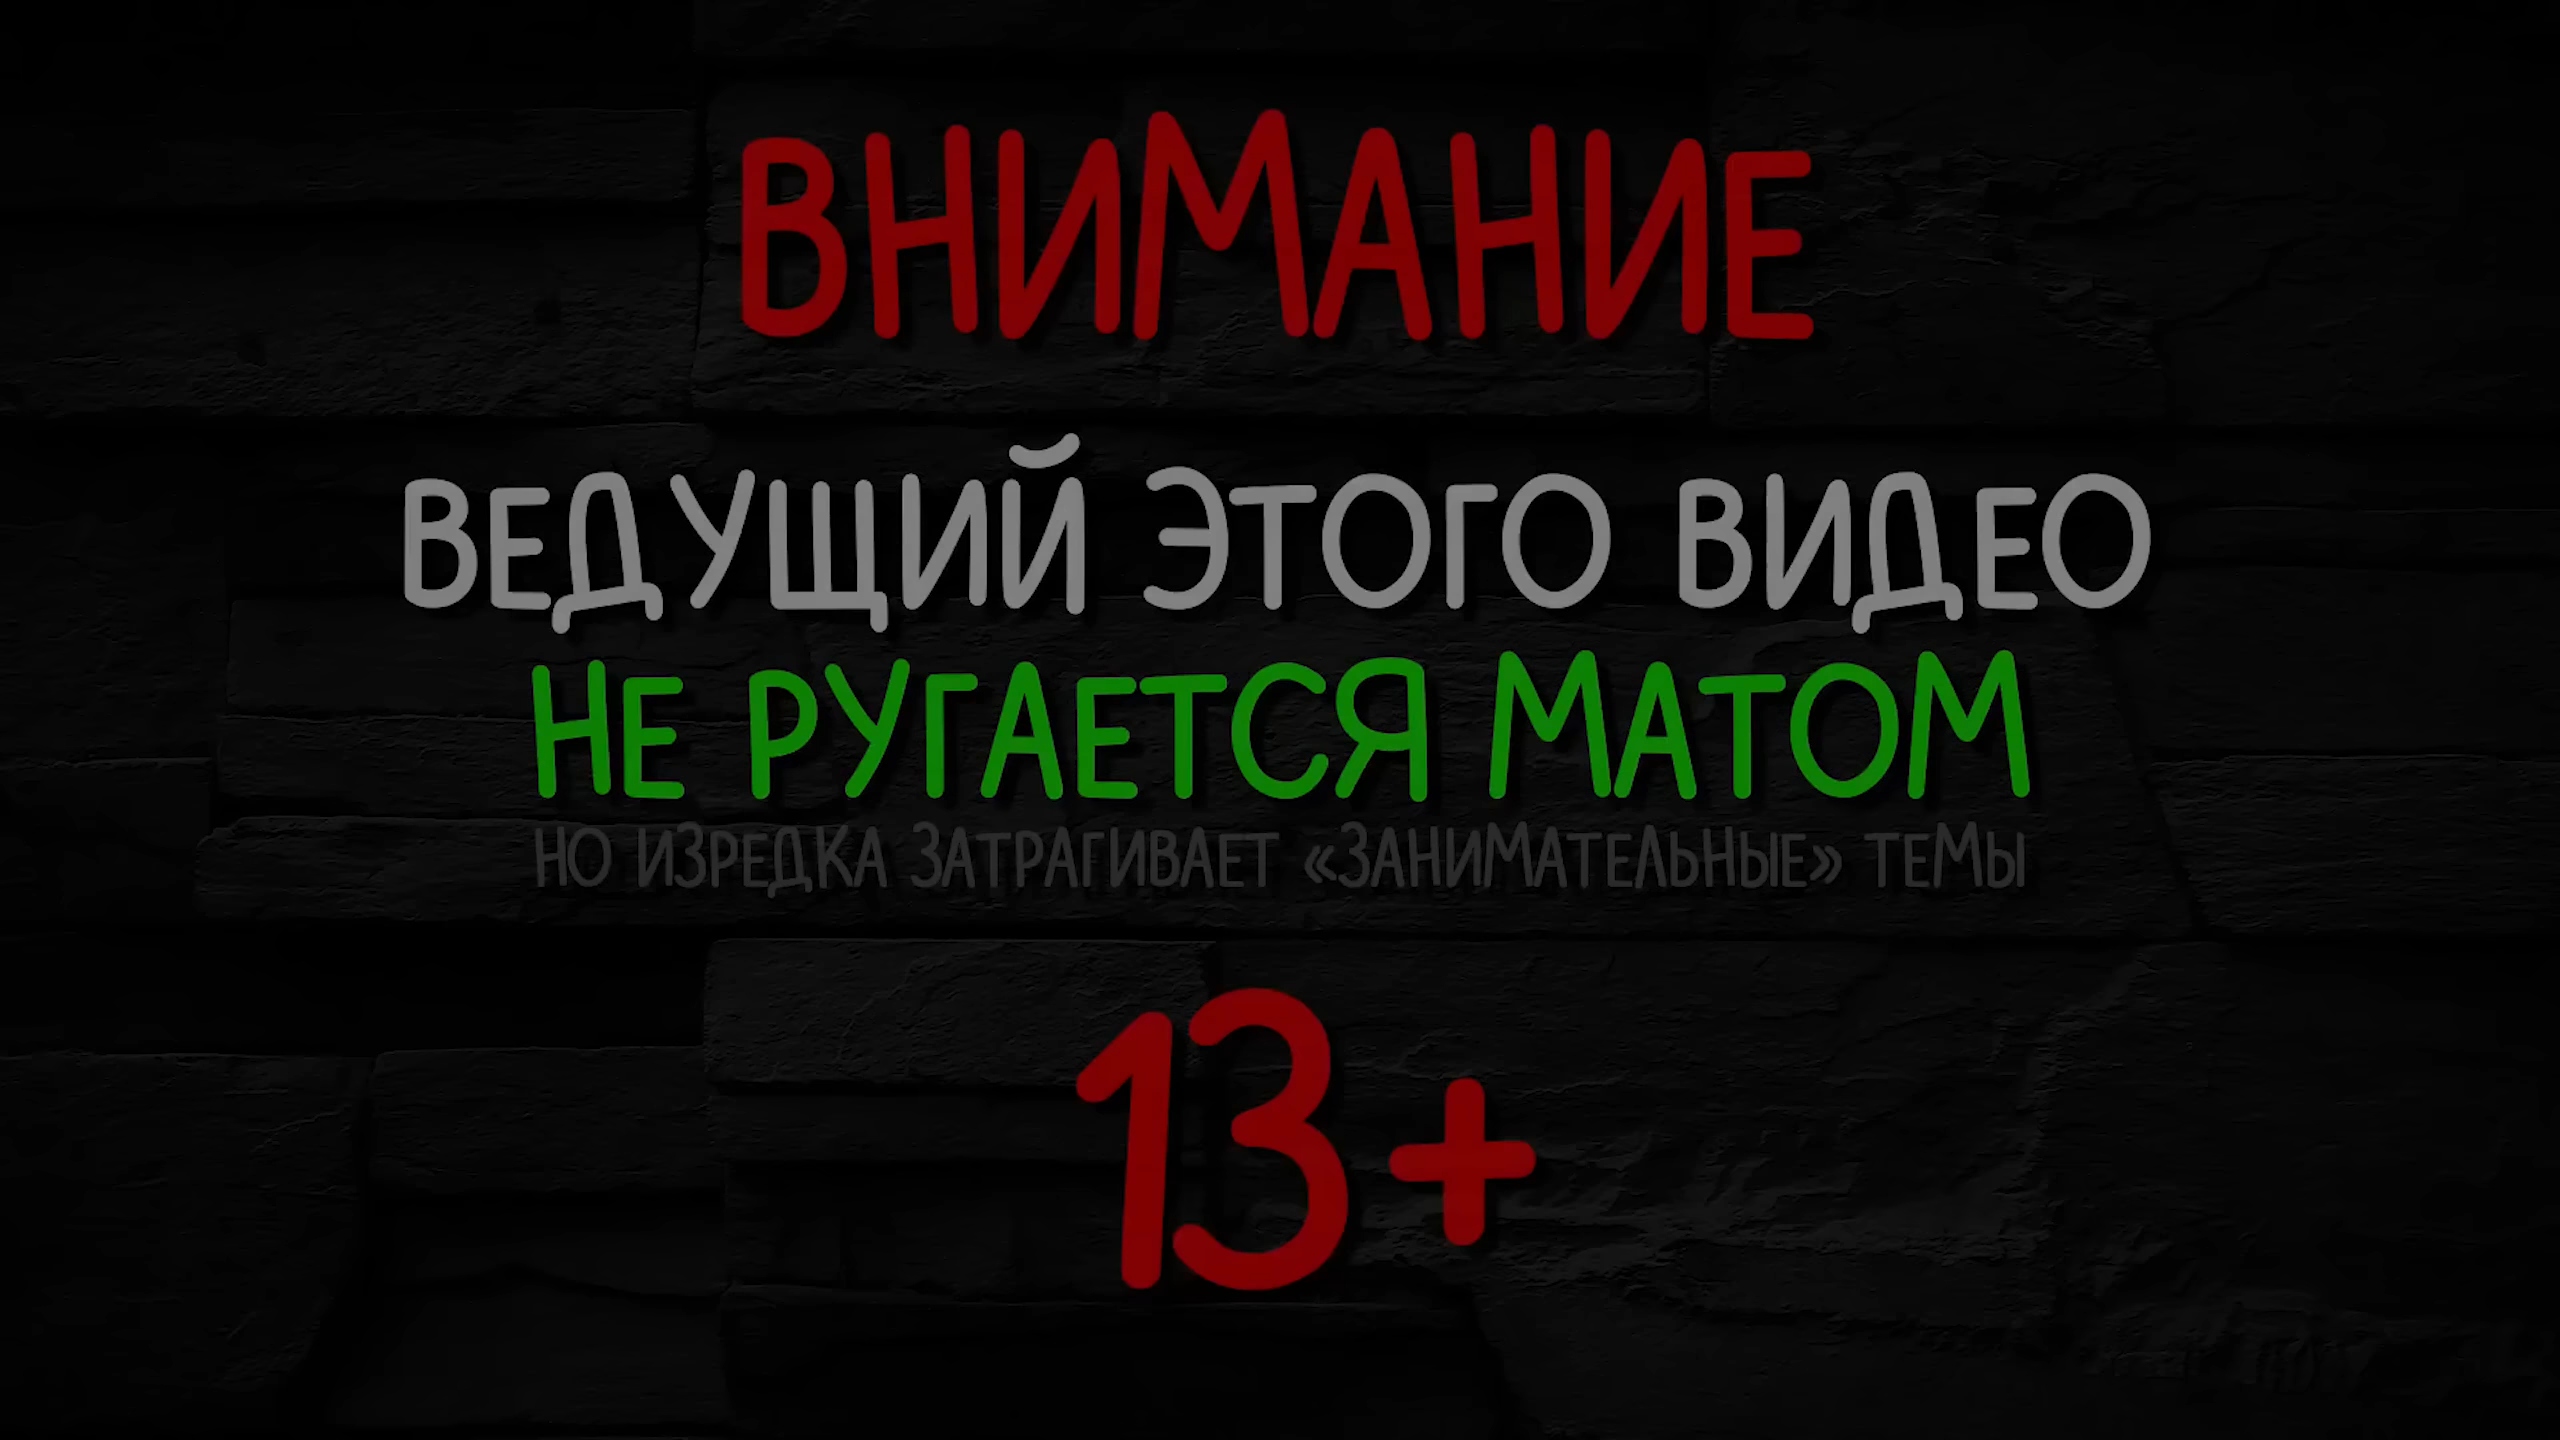 ВНИМАНИЕ
ВЕДУЩИЙ ЭТОГО ВИДЕО
НЕ РУГАЕТСЯ МАТОМ
НО ИЗРЕДКА ЗАТРАГИВАЕТ «ЗАНИМАТЕЛЬНЫЕ» ТЕМЫ
13+